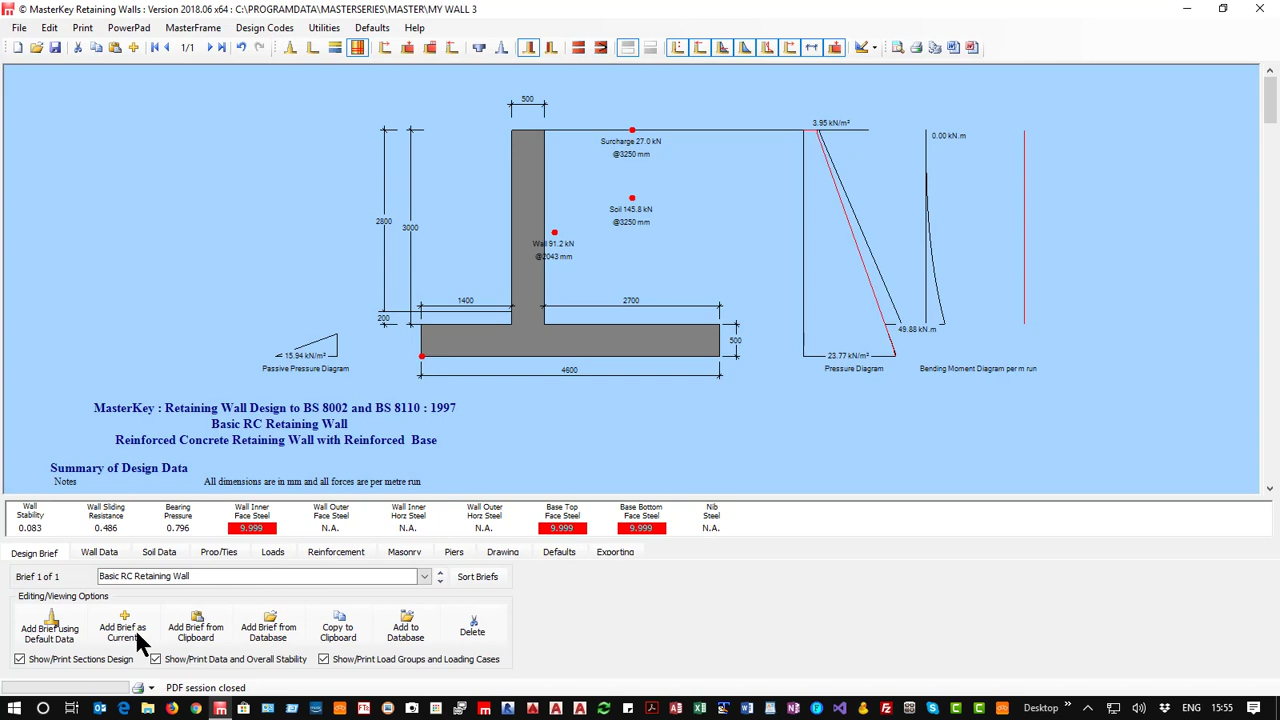 MasterKey Retaining Walls : Version 2018.06 x64 : C:\PROGRAMDATA\MASTERSERIES\MASTER\MY WALL 3
File Edit Print PowerPad MasterFrame Design Codes Utilities Defaults Help
1/1
500
3.95 kN/m²
0.00 kN.m
Surcharge 27.0 kN
@3250 mm
Soil 145.8 kN
@3250 mm
2800
3000
Wall 91.2 kN
@2043 mm
1400
2700
200
49.88 kN.m
500
15.94 kN/m²
23.77 kN/m²
Passive Pressure Diagram
4600
Pressure Diagram
Bending Moment Diagram per m run
MasterKey : Retaining Wall Design to BS 8002 and BS 8110 : 1997
Basic RC Retaining Wall
Reinforced Concrete Retaining Wall with Reinforced Base
Summary of Design Data
Notes All dimensions are in mm and all forces are per metre run
Wall Stability Wall Sliding Resistance Bearing Pressure Wall Inner Face Steel Wall Outer Face Steel Wall Inner Horz Steel Wall Outer Horz Steel Base Top Face Steel Base Bottom Face Steel Nib Steel
0.083 0.486 0.796 9.999 N.A. N.A. N.A. 9.999 9.999 N.A.
Design Brief Wall Data Soil Data Prop/Ties Loads Reinforcement Masonry Piers Drawing Defaults Exporting
Brief 1 of 1 Basic RC Retaining Wall Sort Briefs
Editing/Viewing Options
Add Brief using Default Data Add Brief as Current Add Brief from Clipboard Add Brief from Database Copy to Clipboard Add to Database Delete
Show/Print Sections Design Show/Print Data and Overall Stability Show/Print Load Groups and Loading Cases
PDF session closed
Desktop ENG 15:55